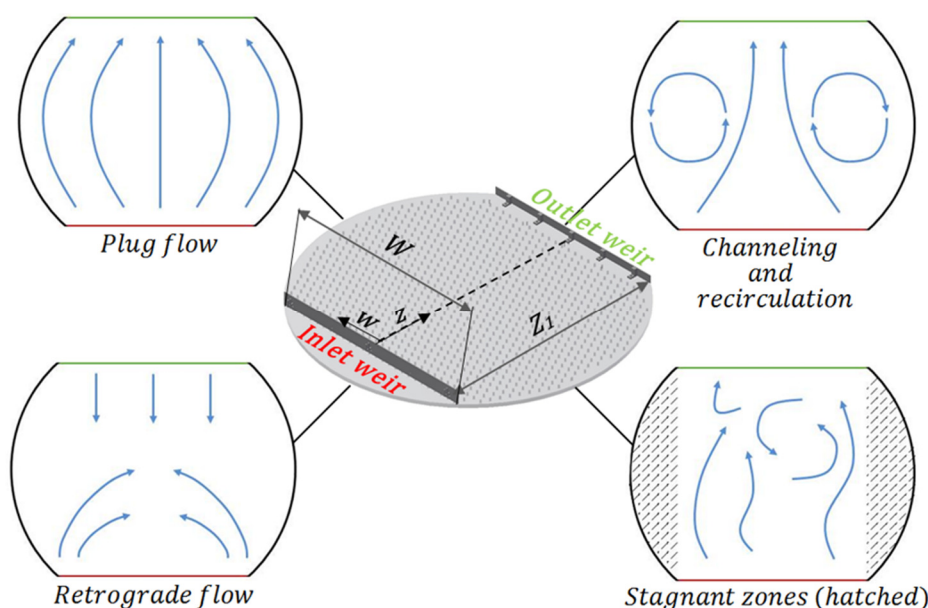 Plug flow
Channeling
and
recirculation
Outlet weir
W
w
z
Z₁
Inlet weir
Retrograde flow
Stagnant zones (hatched)